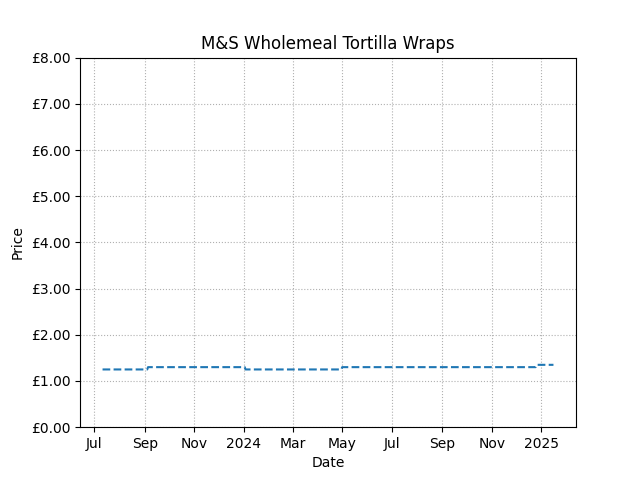 M&S Wholemeal Tortilla Wraps
£8.00
£7.00
£6.00
£5.00
£4.00
£3.00
£2.00
£1.00
£0.00
Price
Jul Sep Nov 2024 Mar May Jul Sep Nov 2025
Date